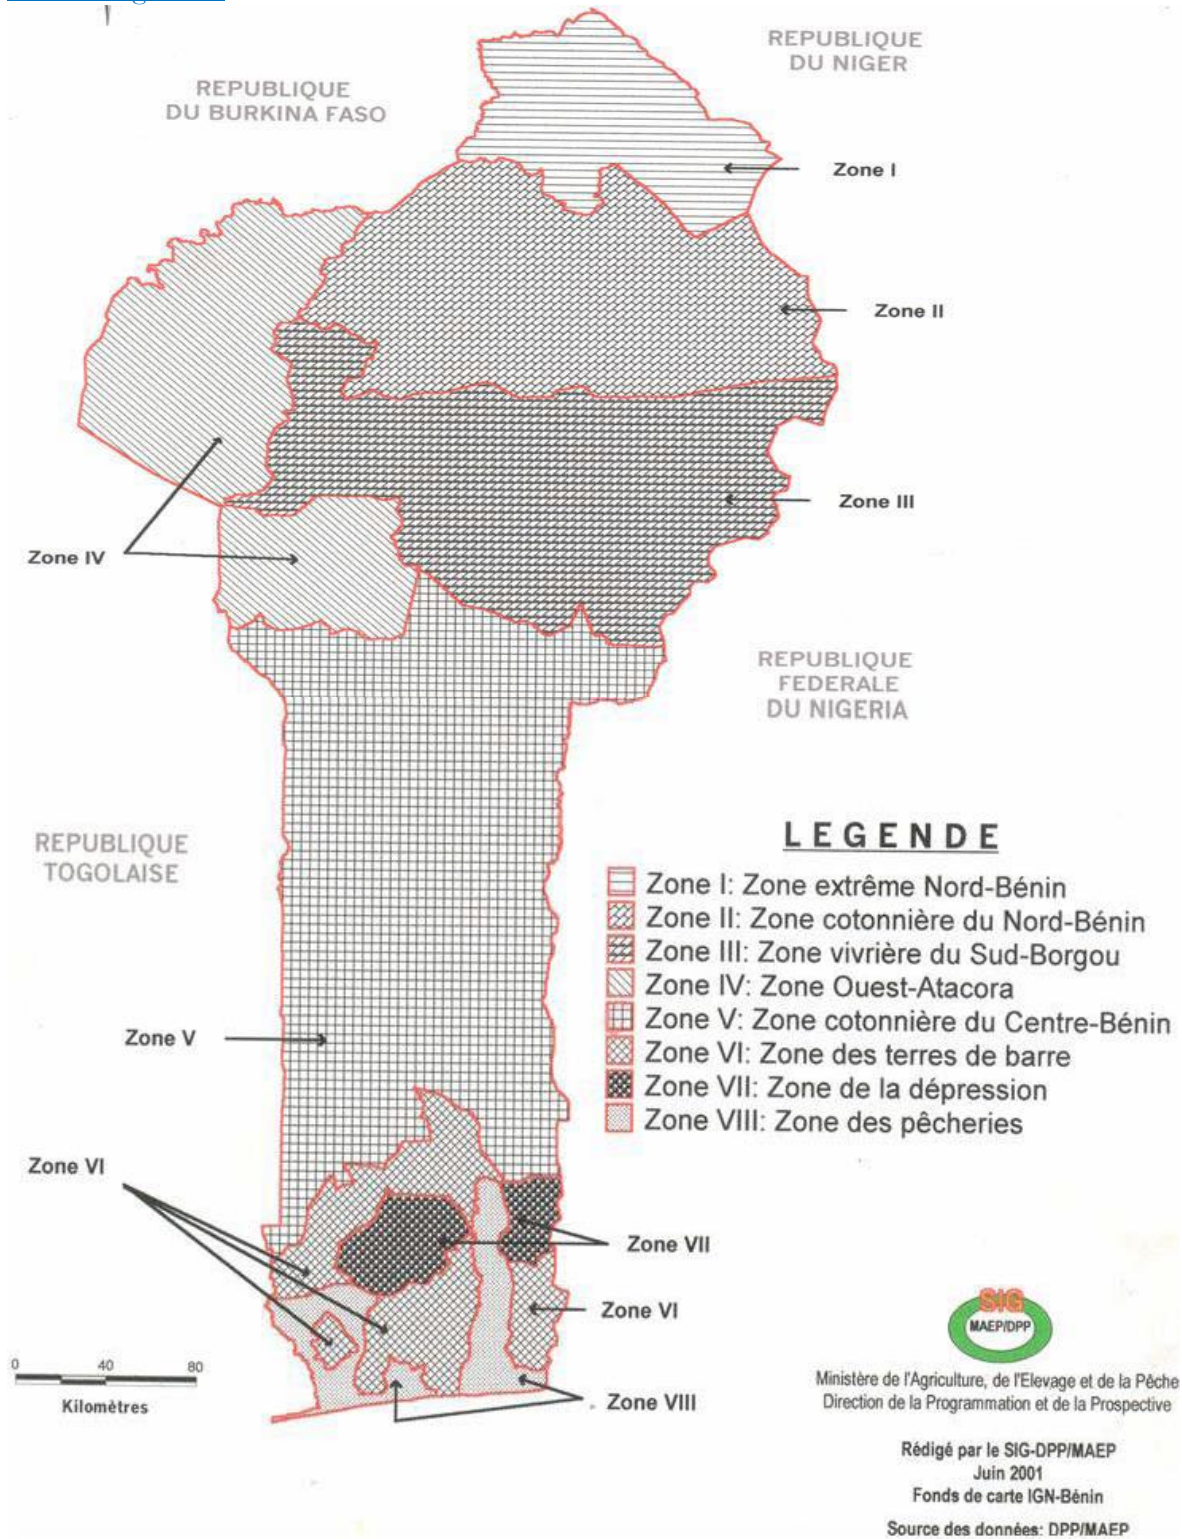 REPUBLIQUE
DU NIGER
REPUBLIQUE
DU BURKINA FASO
Zone I
Zone II
Zone III
Zone IV
REPUBLIQUE
FEDERALE
DU NIGERIA
REPUBLIQUE
TOGOLAISE
LEGENDE
Zone I: Zone extrême Nord-Bénin
Zone II: Zone cotonnière du Nord-Bénin
Zone III: Zone vivrière du Sud-Borgou
Zone IV: Zone Ouest-Atacora
Zone V: Zone cotonnière du Centre-Bénin
Zone VI: Zone des terres de barre
Zone VII: Zone de la dépression
Zone VIII: Zone des pêcheries
Zone V
Zone VI
Zone VII
Zone VI
Zone VIII
0 40 80
Kilomètres
SIG
MAEP/DPP
Ministère de l'Agriculture, de l'Elevage et de la Pêche
Direction de la Programmation et de la Prospective
Rédigé par le SIG-DPP/MAEP
Juin 2001
Fonds de carte IGN-Bénin
Source des données: DPP/MAEP